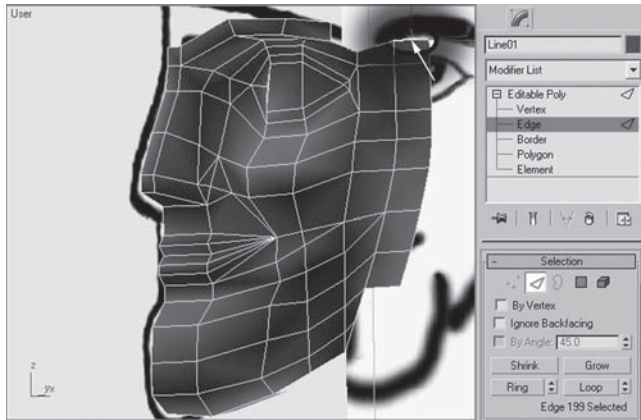 User
Line01
Modifier List
Editable Poly
Vertex
Edge
Border
Polygon
Element
Selection
By Vertex
Ignore Backfacing
By Angle: 45.0
Shrink Grow
Ring Loop
Edge 199 Selected
z
yx